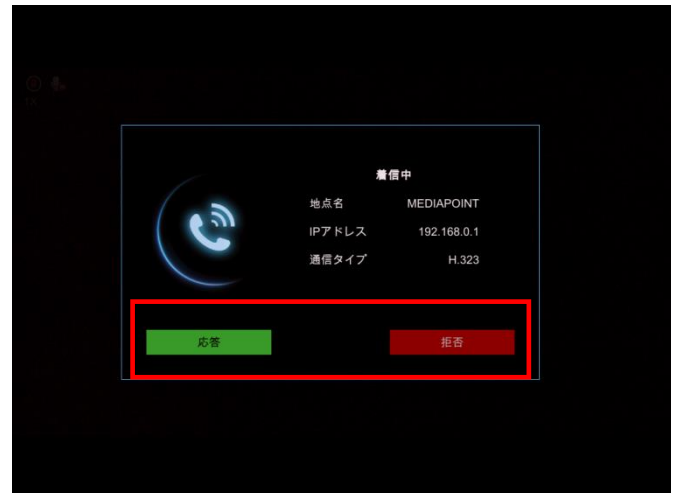 着信中
地点名 MEDIAPOINT
IPアドレス 192.168.0.1
通信タイプ H.323
応答 拒否